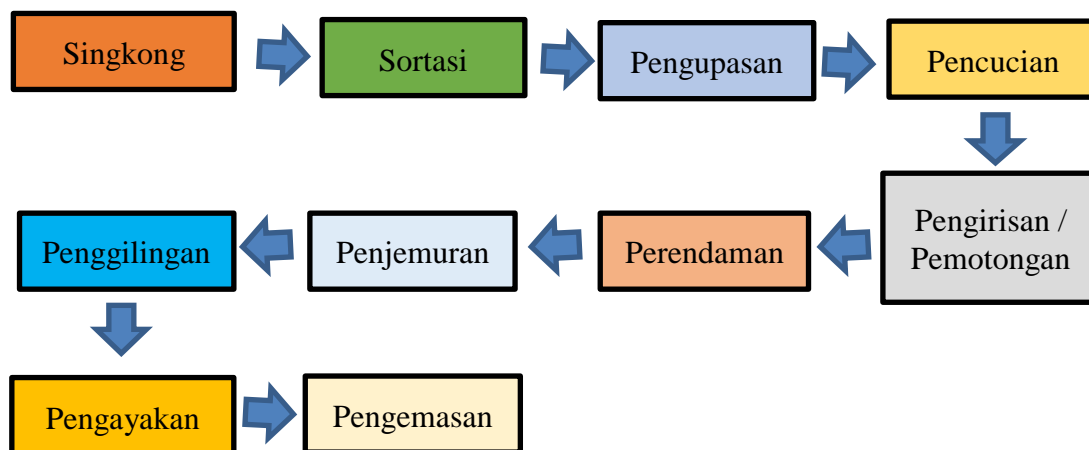 Singkong
Sortasi
Pengupasan
Pencucian
Pengirisan /
Pemotongan
Perendaman
Penjemuran
Penggilingan
Pengayakan
Pengemasan